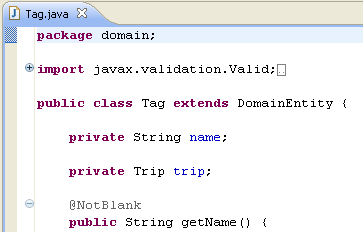 Tag.java
package domain;
import javax.validation.Valid;
public class Tag extends DomainEntity {
private String name;
private Trip trip;
@NotBlank
public String getName() {